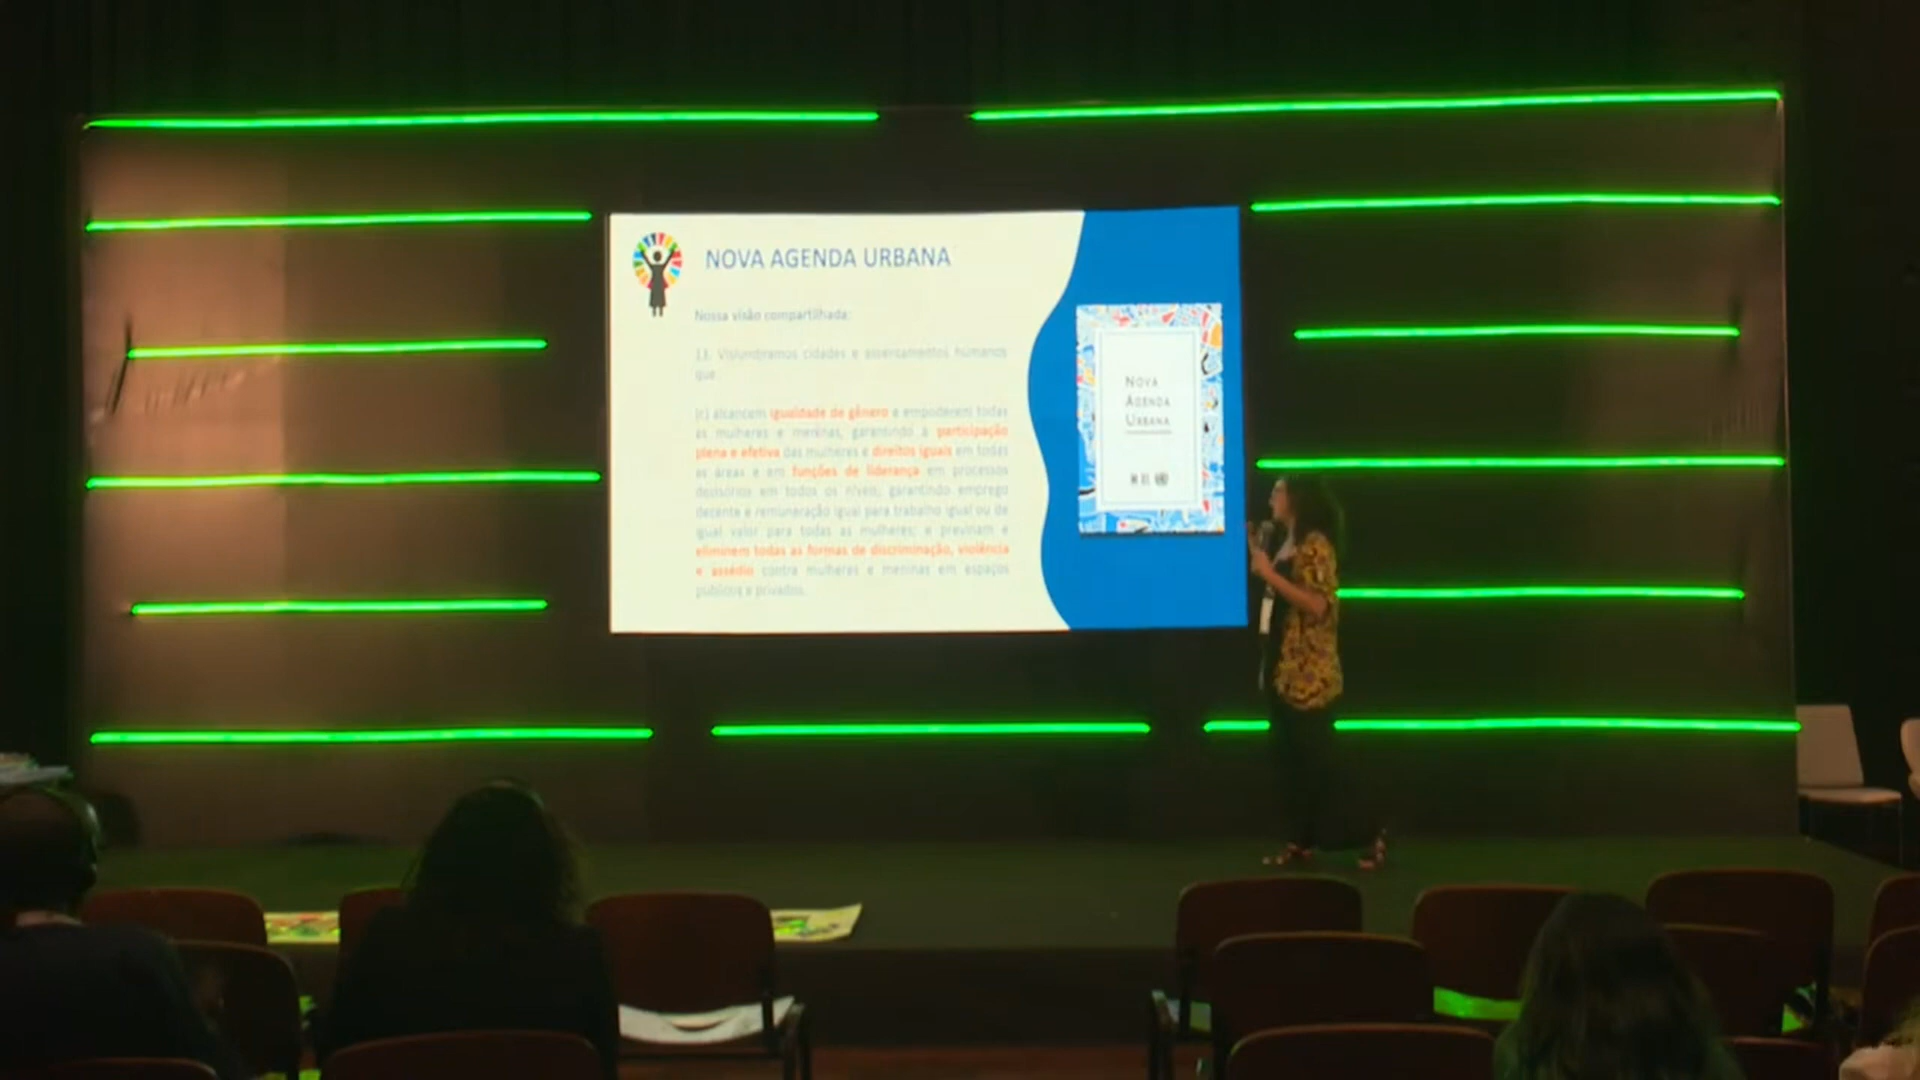 NOVA AGENDA URBANA
Nossa visão compartilhada:
13. Vislumbramos cidades e assentamentos humanos
que
(c) alcancem igualdade de gênero e empoderem todas
as mulheres e meninas, garantindo a participação
plena e efetiva das mulheres e direitos iguais em todas
as áreas e em funções de liderança em processos
decisórios em todos os níveis; garantindo emprego
decente e remuneração igual para trabalho igual ou de
igual valor para todas as mulheres; e previnam e
eliminem todas as formas de discriminação, violência
e assédio contra mulheres e meninas em espaços
públicos e privados.
NOVA
AGENDA
URBANA